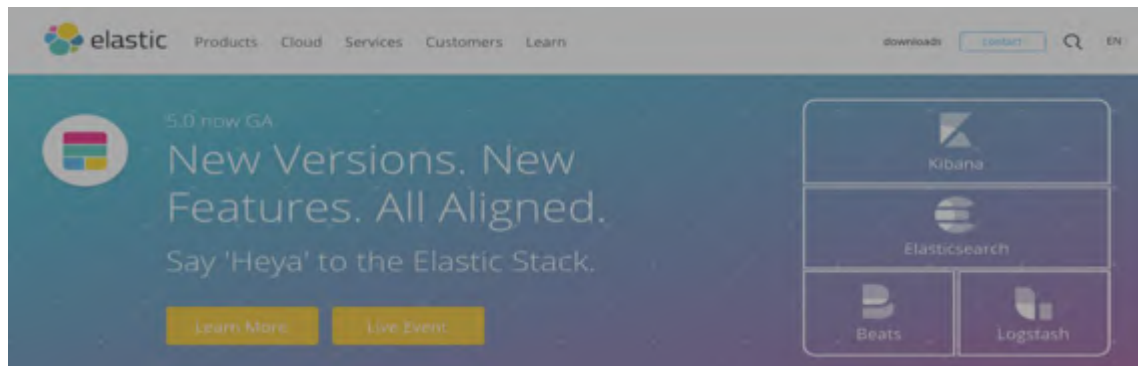 elastic Products Cloud Services Customers Learn downloads contact EN
5.0 now GA
New Versions. New
Features. All Aligned.
Say 'Heya' to the Elastic Stack.
Learn More Live Event
Kibana
Elasticsearch
Beats Logstash